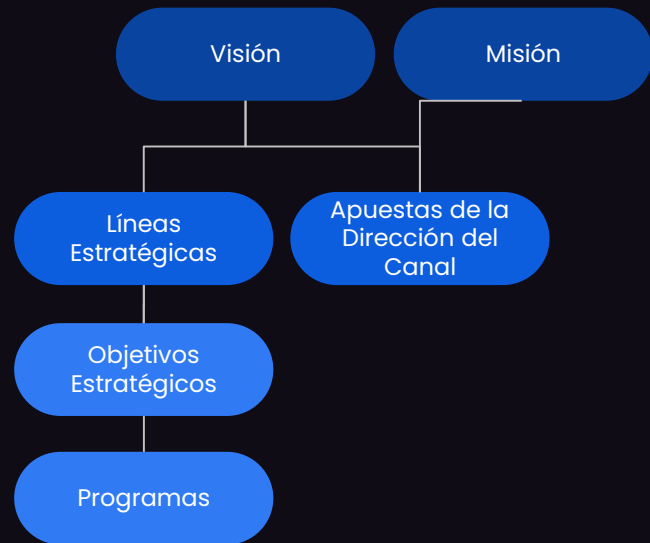 Visión
Misión
Líneas
Estratégicas
Apuestas de la
Dirección del
Canal
Objetivos
Estratégicos
Programas